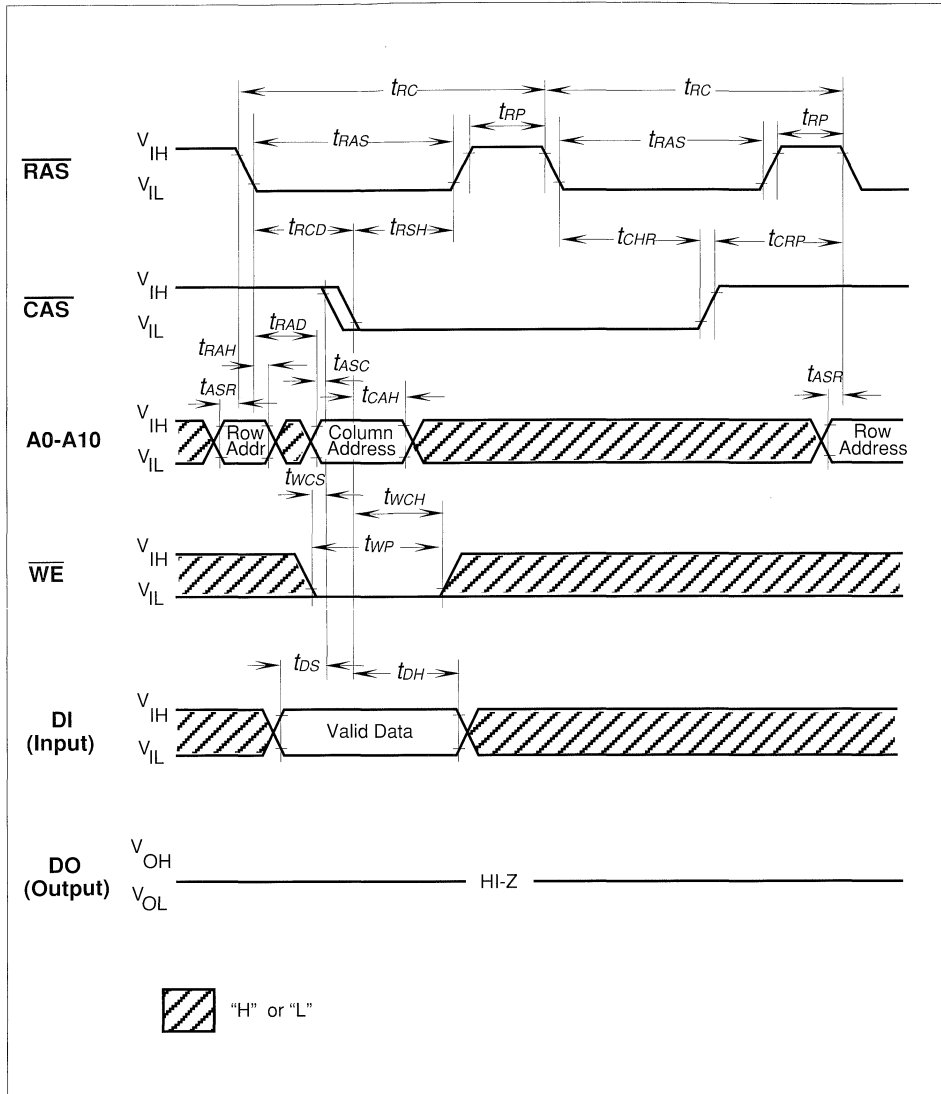 tRC tRC
tRP tRP
tRAS tRAS
RAS VIH
VIL
tRCD tRSH tCHR tCRP
CAS VIH
VIL
tRAD
tRAH tASC
tASR tCAH tASR
A0-A10 VIH
VIL
Row Addr
Column Address
Row Address
tWCS tWCH
tWP
WE VIH
VIL
tDS tDH
DI (Input) VIH
VIL
Valid Data
DO (Output) VOH
VOL
HI-Z
“H” or “L”